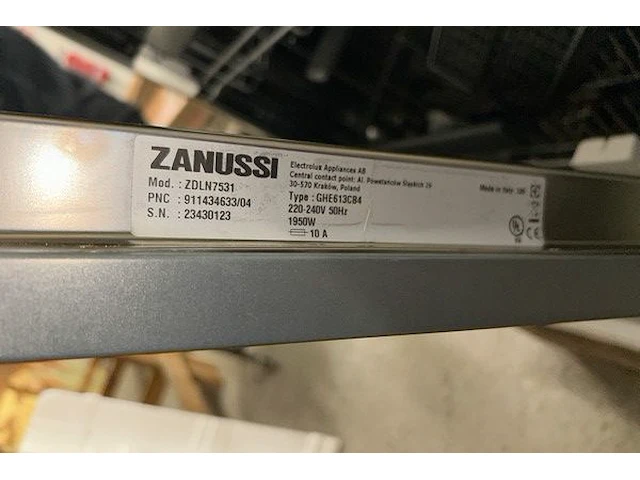 ZANUSSI
Mod. : ZDLN7531
PNC : 911434633/04
S.N. : 23430123
Electrolux Appliances AB
Central contact point: Al. Powstańców Śląskich 26
30-570 Kraków, Poland
Type : GHE613CB4
220-240V 50Hz
1950W
10 A
Made in Italy